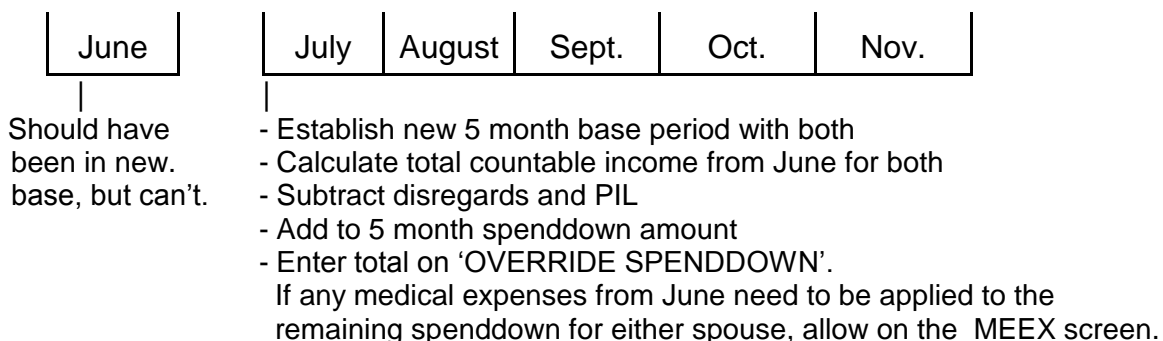 June July August Sept. Oct. Nov.
Should have - Establish new 5 month base period with both
been in new. - Calculate total countable income from June for both
base, but can't. - Subtract disregards and PIL
- Add to 5 month spenddown amount
- Enter total on 'OVERRIDE SPENDDOWN'.
If any medical expenses from June need to be applied to the
remaining spenddown for either spouse, allow on the MEEX screen.